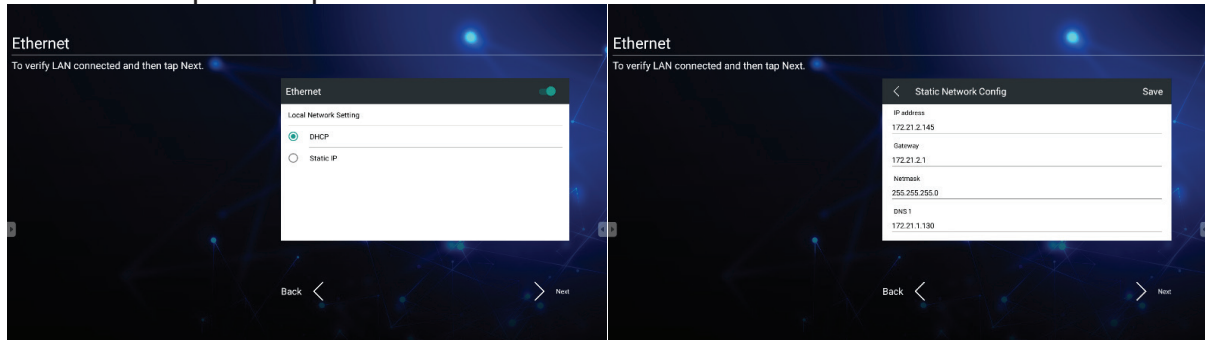 Ethernet
To verify LAN connected and then tap Next.
Ethernet
Local Network Setting
DHCP
Static IP
Back
Next
Ethernet
To verify LAN connected and then tap Next.
Static Network Config Save
IP address
172.21.2.145
Gateway
172.21.2.1
Netmask
255.255.255.0
DNS 1
172.21.1.130
Back
Next